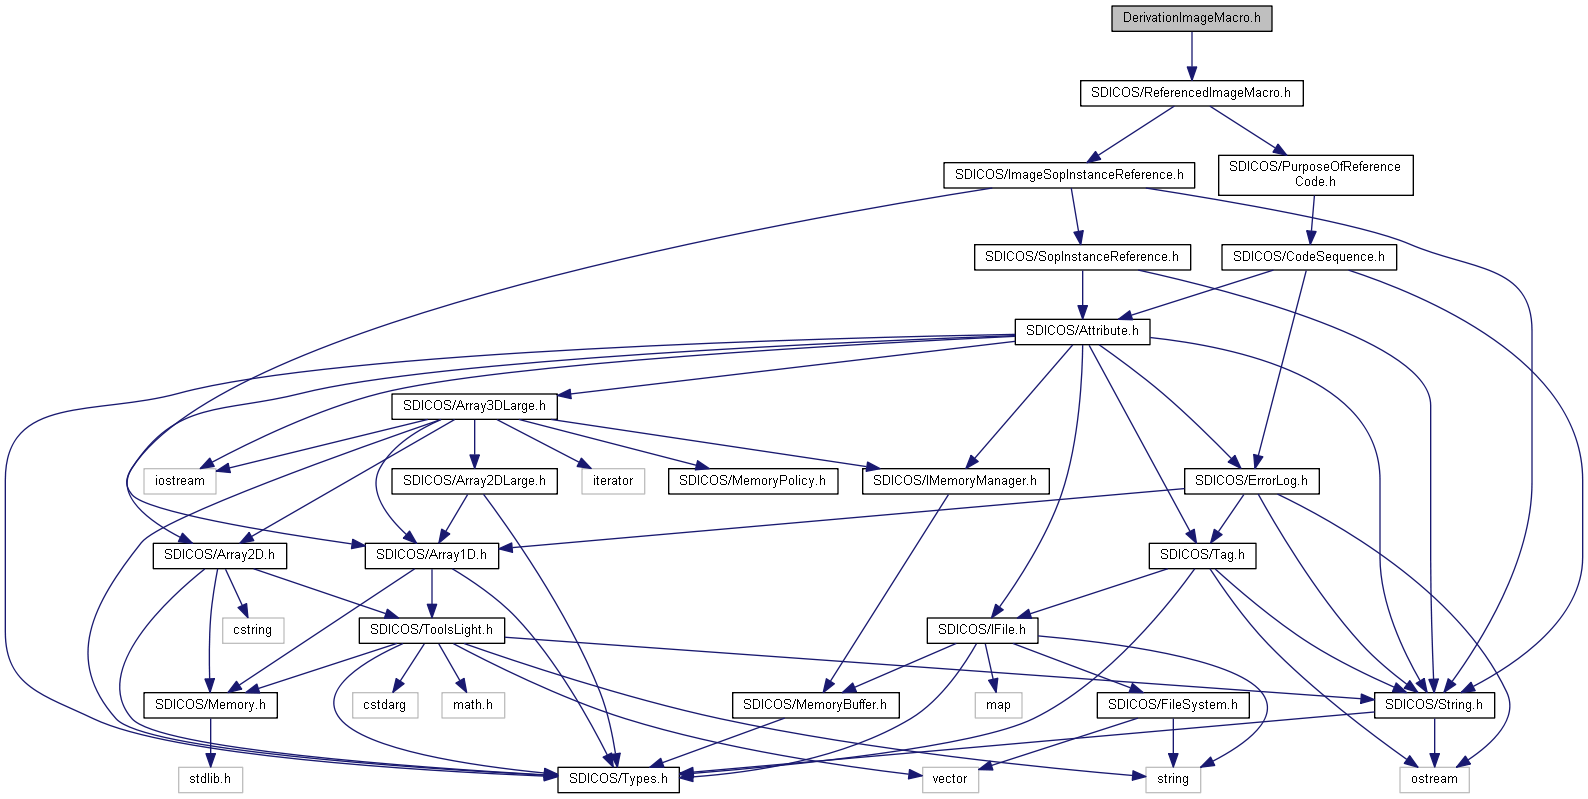 DerivationImageMacro.h
SDICOS/ReferencedImageMacro.h
SDICOS/ImageSopInstanceReference.h
SDICOS/PurposeOfReference
Code.h
SDICOS/SopInstanceReference.h
SDICOS/CodeSequence.h
SDICOS/Attribute.h
SDICOS/Array3DLarge.h
iostream
SDICOS/Array2DLarge.h
iterator
SDICOS/MemoryPolicy.h
SDICOS/IMemoryManager.h
SDICOS/ErrorLog.h
SDICOS/Array2D.h
SDICOS/Array1D.h
SDICOS/Tag.h
cstring
SDICOS/ToolsLight.h
SDICOS/IFile.h
SDICOS/Memory.h
cstdarg
math.h
SDICOS/MemoryBuffer.h
map
SDICOS/FileSystem.h
SDICOS/String.h
stdlib.h
SDICOS/Types.h
vector
string
ostream